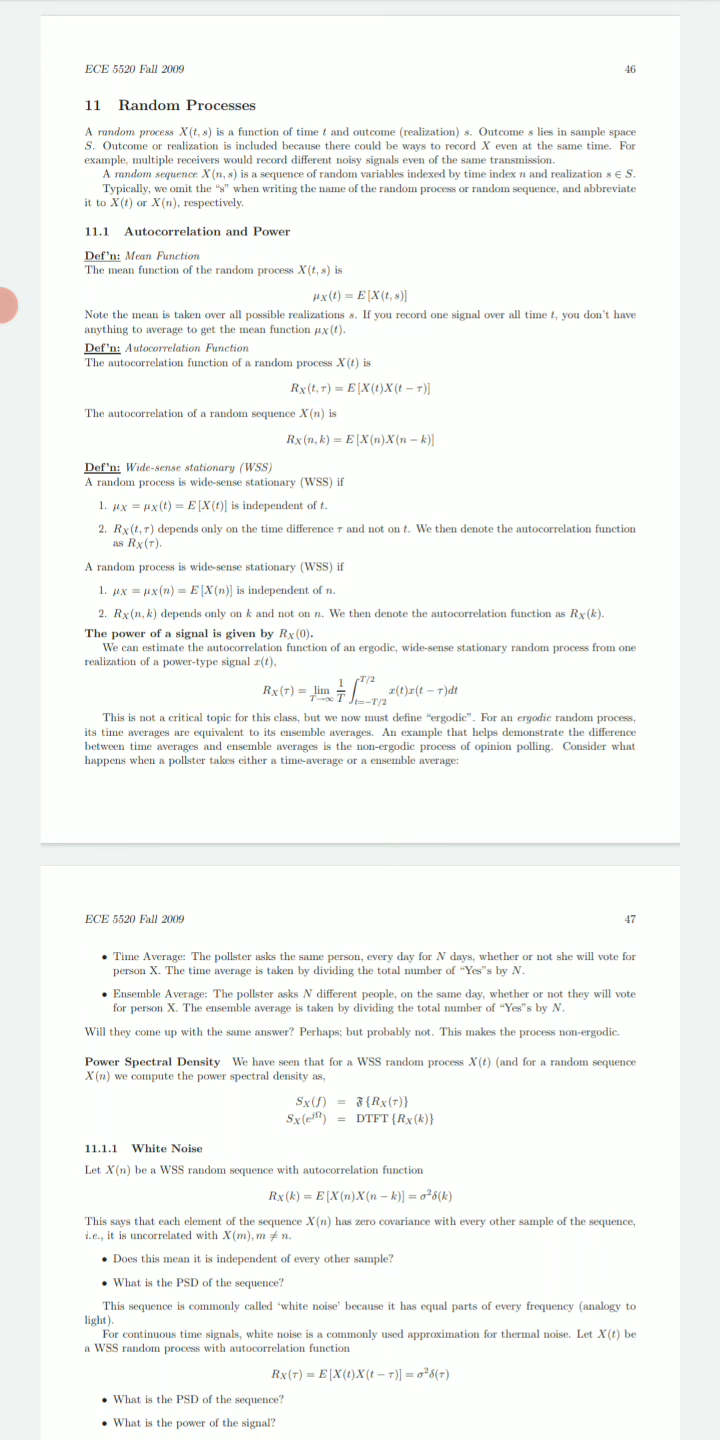 ECE 5520 Fall 2009 46
11 Random Processes
A random process X(t, s) is a function of time t and outcome (realization) s. Outcome s lies in sample space
S. Outcome or realization is included because there could be ways to record X even at the same time. For
example, multiple receivers would record different noisy signals even of the same transmission.
A random sequence X(n, s) is a sequence of random variables indexed by time index n and realization s ∈ S.
Typically, we omit the “s” when writing the name of the random process or random sequence, and abbreviate
it to X(t) or X(n), respectively.
11.1 Autocorrelation and Power
Def'n: Mean Function
The mean function of the random process X(t, s) is
μX(t) = E [X(t, s)]
Note the mean is taken over all possible realizations s. If you record one signal over all time t, you don't have
anything to average to get the mean function μX(t).
Def'n: Autocorrelation Function
The autocorrelation function of a random process X(t) is
RX(t, τ) = E [X(t)X(t − τ)]
The autocorrelation of a random sequence X(n) is
RX(n, k) = E [X(n)X(n − k)]
Def'n: Wide-sense stationary (WSS)
A random process is wide-sense stationary (WSS) if
1. μX = μX(t) = E [X(t)] is independent of t.
2. RX(t, τ) depends only on the time difference τ and not on t. We then denote the autocorrelation function
as RX(τ).
A random process is wide-sense stationary (WSS) if
1. μX = μX(n) = E [X(n)] is independent of n.
2. RX(n, k) depends only on k and not on n. We then denote the autocorrelation function as RX(k).
The power of a signal is given by RX(0).
We can estimate the autocorrelation function of an ergodic, wide-sense stationary random process from one
realization of a power-type signal x(t),
RX(τ) = lim T→∞ 1/T ∫ t=−T/2 T/2 x(t)x(t − τ)dt
This is not a critical topic for this class, but we now must define “ergodic”. For an ergodic random process,
its time averages are equivalent to its ensemble averages. An example that helps demonstrate the difference
between time averages and ensemble averages is the non-ergodic process of opinion polling. Consider what
happens when a pollster takes either a time-average or a ensemble average:
ECE 5520 Fall 2009 47
• Time Average: The pollster asks the same person, every day for N days, whether or not she will vote for
person X. The time average is taken by dividing the total number of “Yes”s by N.
• Ensemble Average: The pollster asks N different people, on the same day, whether or not they will vote
for person X. The ensemble average is taken by dividing the total number of “Yes”s by N.
Will they come up with the same answer? Perhaps; but probably not. This makes the process non-ergodic.
Power Spectral Density We have seen that for a WSS random process X(t) (and for a random sequence
X(n) we compute the power spectral density as,
SX(f) = 𝔉 {RX(τ)}
SX(e^jΩ) = DTFT {RX(k)}
11.1.1 White Noise
Let X(n) be a WSS random sequence with autocorrelation function
RX(k) = E [X(n)X(n − k)] = σ²δ(k)
This says that each element of the sequence X(n) has zero covariance with every other sample of the sequence,
i.e., it is uncorrelated with X(m), m ≠ n.
• Does this mean it is independent of every other sample?
• What is the PSD of the sequence?
This sequence is commonly called ‘white noise’ because it has equal parts of every frequency (analogy to
light).
For continuous time signals, white noise is a commonly used approximation for thermal noise. Let X(t) be
a WSS random process with autocorrelation function
RX(τ) = E [X(t)X(t − τ)] = σ²δ(τ)
• What is the PSD of the sequence?
• What is the power of the signal?